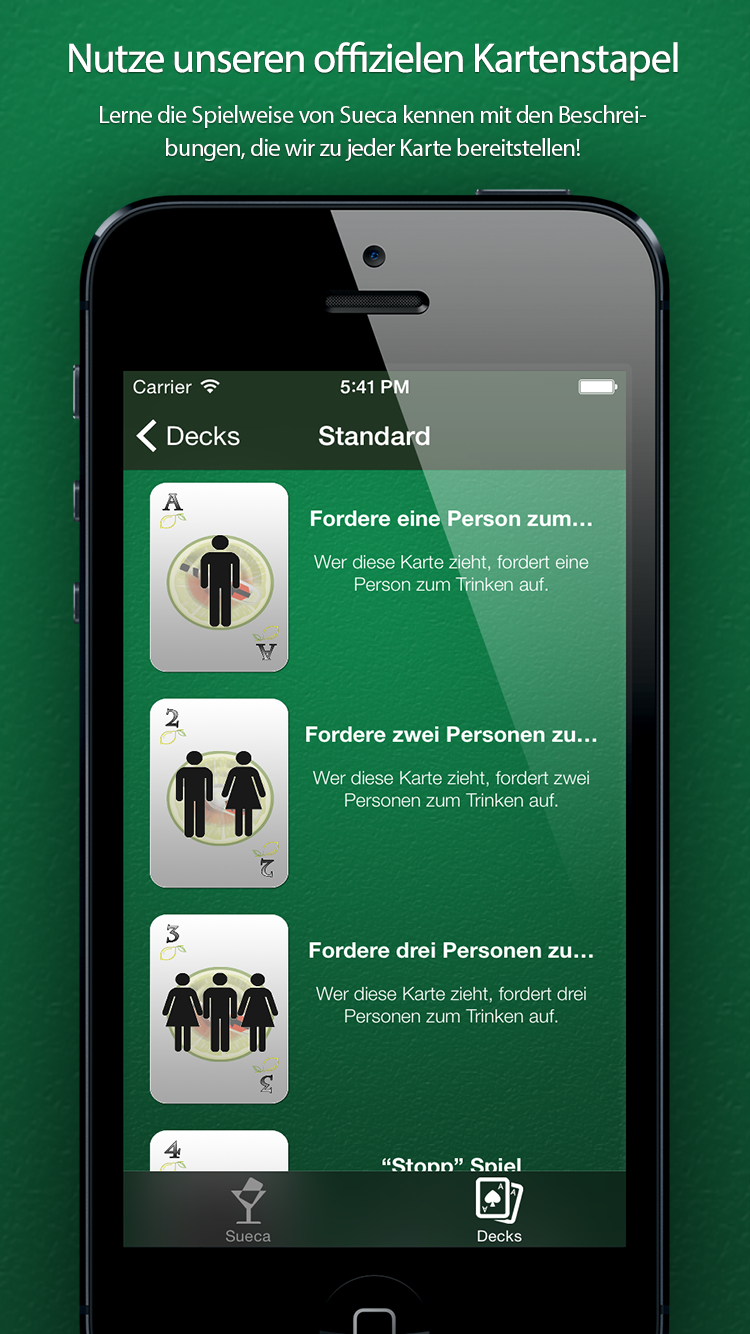 Nutze unseren offizielen Kartenstapel
Lerne die Spielweise von Sueca kennen mit den Beschrei-
bungen, die wir zu jeder Karte bereitstellen!
Carrier 5:41 PM
Decks Standard
A
Fordere eine Person zum...
Wer diese Karte zieht, fordert eine
Person zum Trinken auf.
A
2
Fordere zwei Personen zu...
Wer diese Karte zieht, fordert zwei
Personen zum Trinken auf.
2
3
Fordere drei Personen zu...
Wer diese Karte zieht, fordert drei
Personen zum Trinken auf.
3
4
“Stopp” Spiel
Sueca Decks